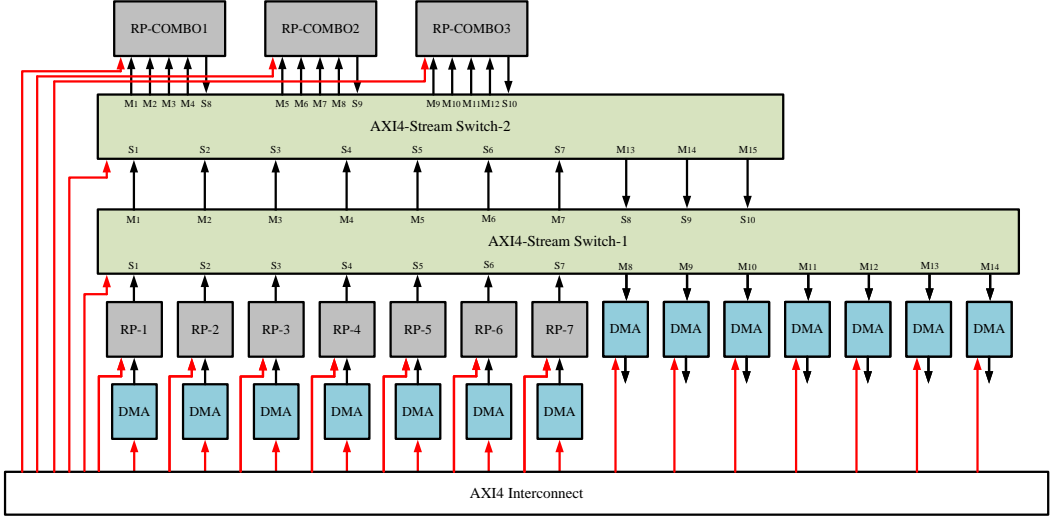 RP-COMBO1 RP-COMBO2 RP-COMBO3
M1 M2 M3 M4 S8 M5 M6 M7 M8 S9 M9 M10 M11 M12 S10
AXI4-Stream Switch-2
S1 S2 S3 S4 S5 S6 S7 M13 M14 M15
M1 M2 M3 M4 M5 M6 M7 S8 S9 S10
AXI4-Stream Switch-1
S1 S2 S3 S4 S5 S6 S7 M8 M9 M10 M11 M12 M13 M14
RP-1 RP-2 RP-3 RP-4 RP-5 RP-6 RP-7 DMA DMA DMA DMA DMA DMA DMA
DMA DMA DMA DMA DMA DMA DMA
AXI4 Interconnect